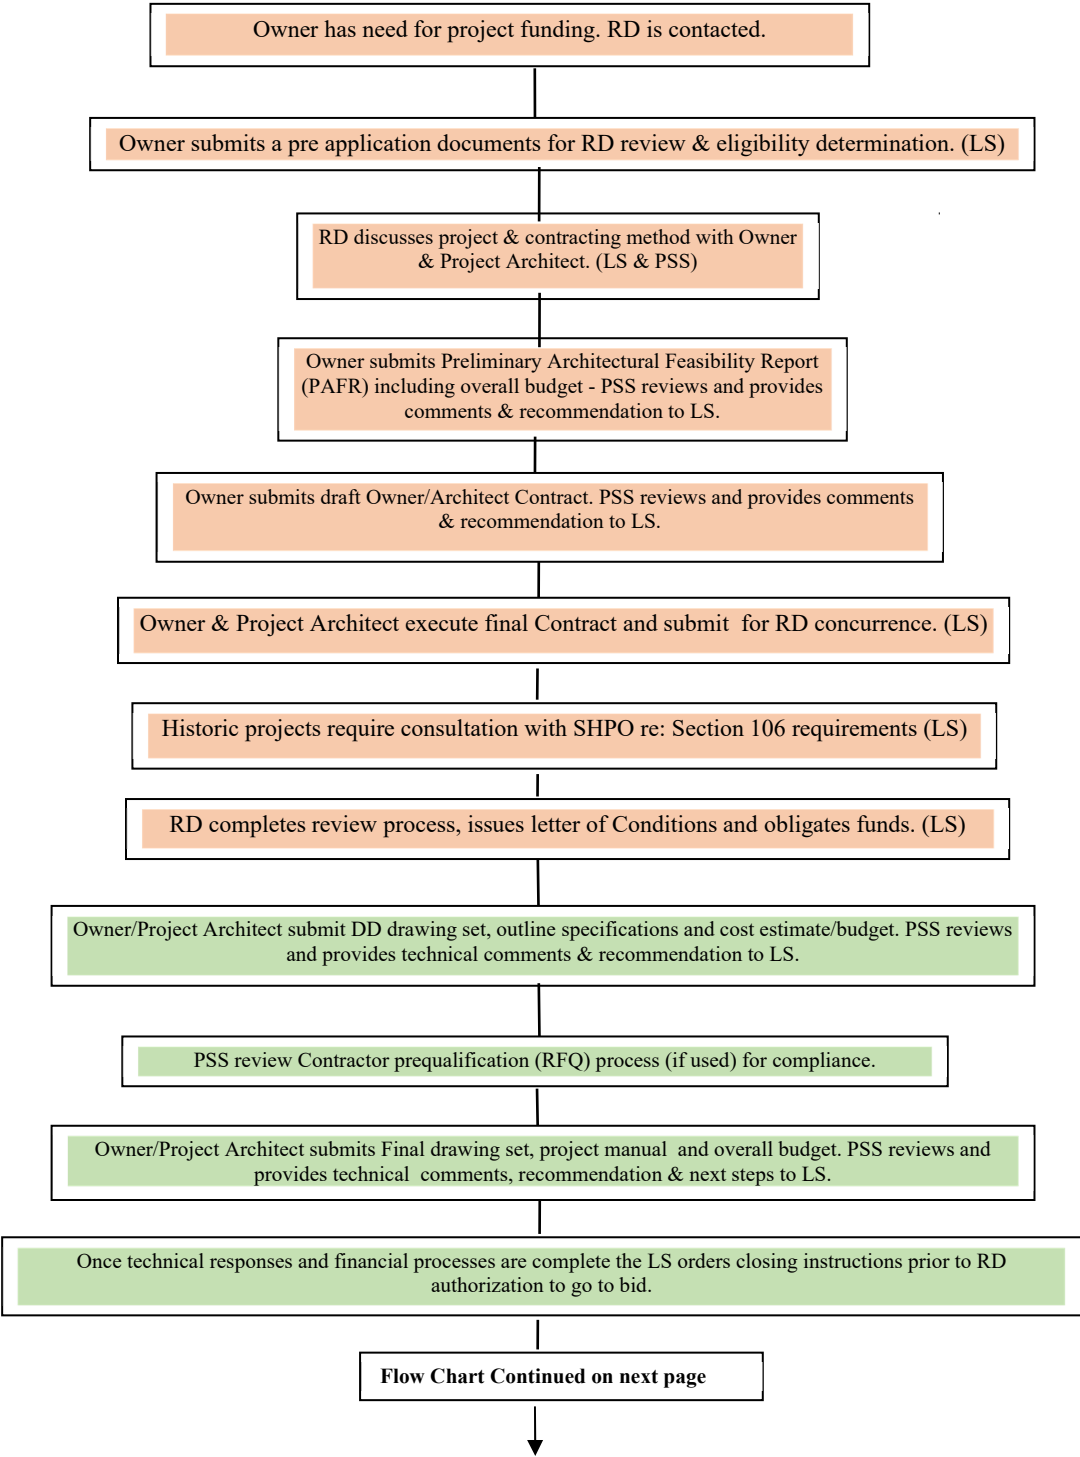 Owner has need for project funding. RD is contacted.
Owner submits a pre application documents for RD review & eligibility determination. (LS)
RD discusses project & contracting method with Owner
& Project Architect. (LS & PSS)
Owner submits Preliminary Architectural Feasibility Report
(PAFR) including overall budget - PSS reviews and provides
comments & recommendation to LS.
Owner submits draft Owner/Architect Contract. PSS reviews and provides comments
& recommendation to LS.
Owner & Project Architect execute final Contract and submit for RD concurrence. (LS)
Historic projects require consultation with SHPO re: Section 106 requirements (LS)
RD completes review process, issues letter of Conditions and obligates funds. (LS)
Owner/Project Architect submit DD drawing set, outline specifications and cost estimate/budget. PSS reviews
and provides technical comments & recommendation to LS.
PSS review Contractor prequalification (RFQ) process (if used) for compliance.
Owner/Project Architect submits Final drawing set, project manual and overall budget. PSS reviews and
provides technical comments, recommendation & next steps to LS.
Once technical responses and financial processes are complete the LS orders closing instructions prior to RD
authorization to go to bid.
Flow Chart Continued on next page